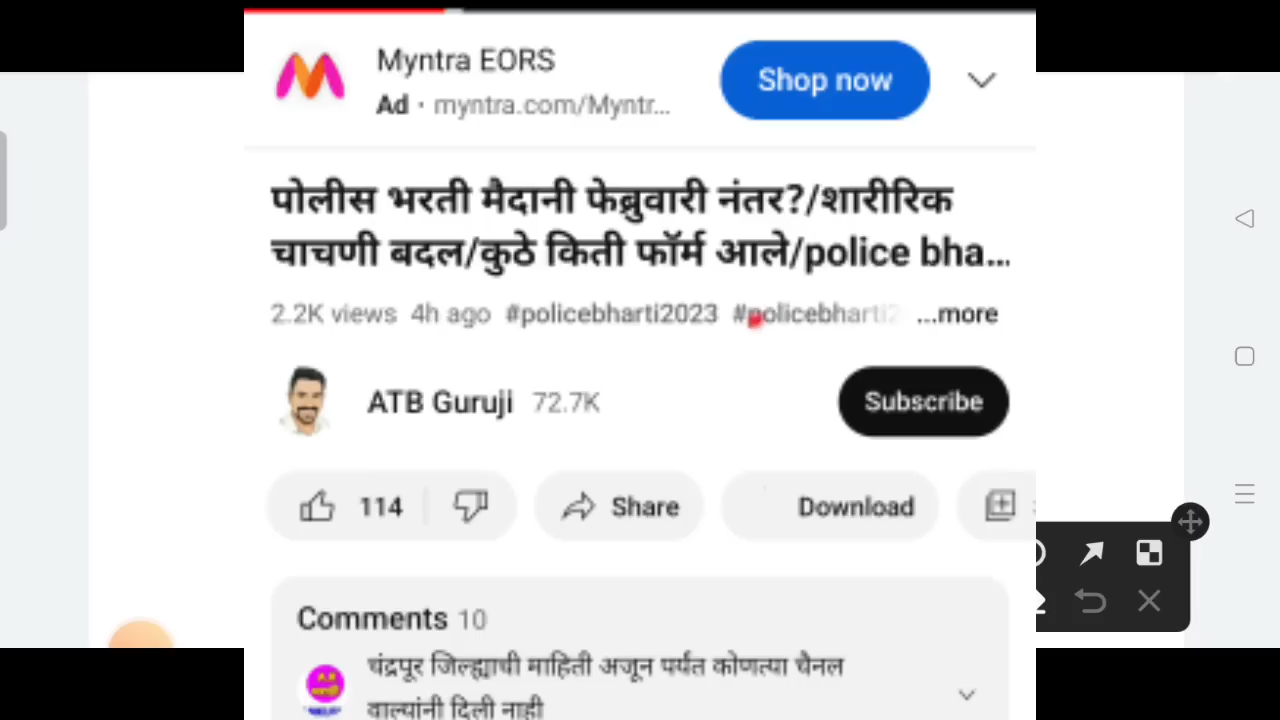 Myntra EORS
Ad · myntra.com/Myntr...
Shop now
पोलीस भरती मैदानी फेब्रुवारी नंतर?/शारीरिक
चाचणी बदल/कुठे किती फॉर्म आले/police bha...
2.2K views 4h ago #policebharti2023 #policebharti2 ...more
ATB Guruji 72.7K
Subscribe
114
Share
Download
Comments 10
चंद्रपूर जिल्ह्याची माहिती अजून पर्यंत कोणत्या चैनल
वाल्यांनी दिली नाही